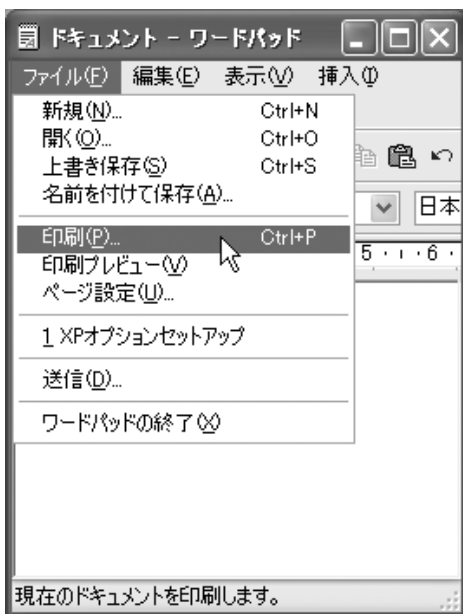 ドキュメント - ワードパッド
ファイル(F) 編集(E) 表示(V) 挿入(I)
新規(N)... Ctrl+N
開く(O)... Ctrl+O
上書き保存(S) Ctrl+S
名前を付けて保存(A)...
日本
印刷(P)... Ctrl+P
5 · ı · 6 ·
印刷プレビュー(V)
ページ設定(U)...
1 XPオプションセットアップ
送信(D)...
ワードパッドの終了(X)
現在のドキュメントを印刷します。